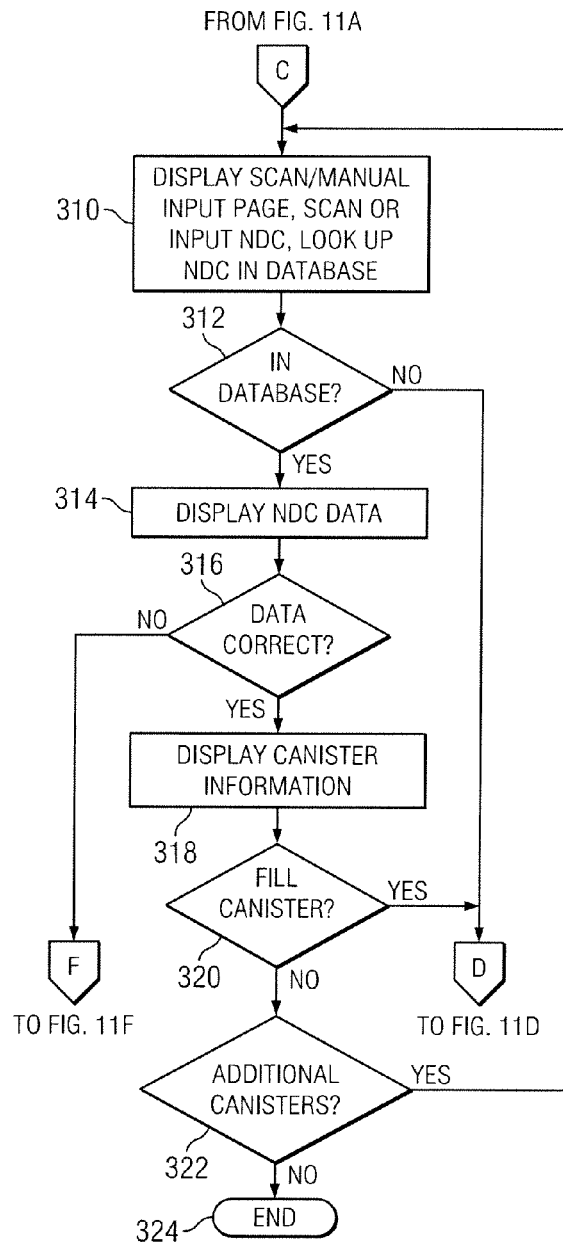 FROM FIG. 11A
C
310
DISPLAY SCAN/MANUAL
INPUT PAGE, SCAN OR
INPUT NDC, LOOK UP
NDC IN DATABASE
312
IN
DATABASE?
NO
YES
314
DISPLAY NDC DATA
316
NO
DATA
CORRECT?
YES
DISPLAY CANISTER
INFORMATION
318
FILL
CANISTER?
YES
320
NO
F
D
TO FIG. 11F
TO FIG. 11D
ADDITIONAL
CANISTERS?
YES
322
NO
324
END